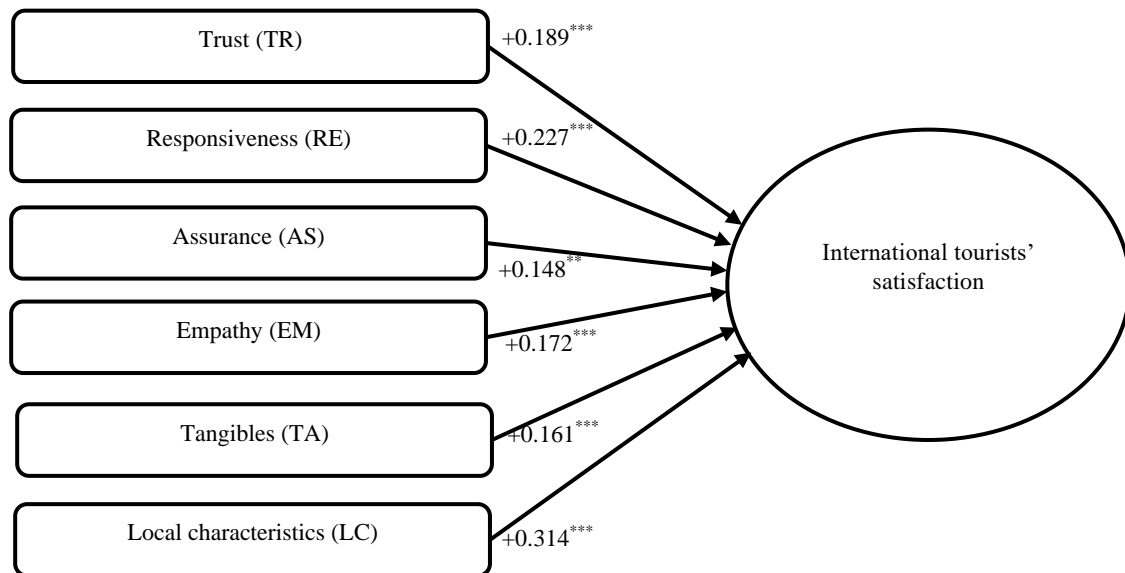 Trust (TR)
+0.189***
Responsiveness (RE)
+0.227***
Assurance (AS)
+0.148**
Empathy (EM)
+0.172***
Tangibles (TA)
+0.161***
Local characteristics (LC)
+0.314***
International tourists’
satisfaction